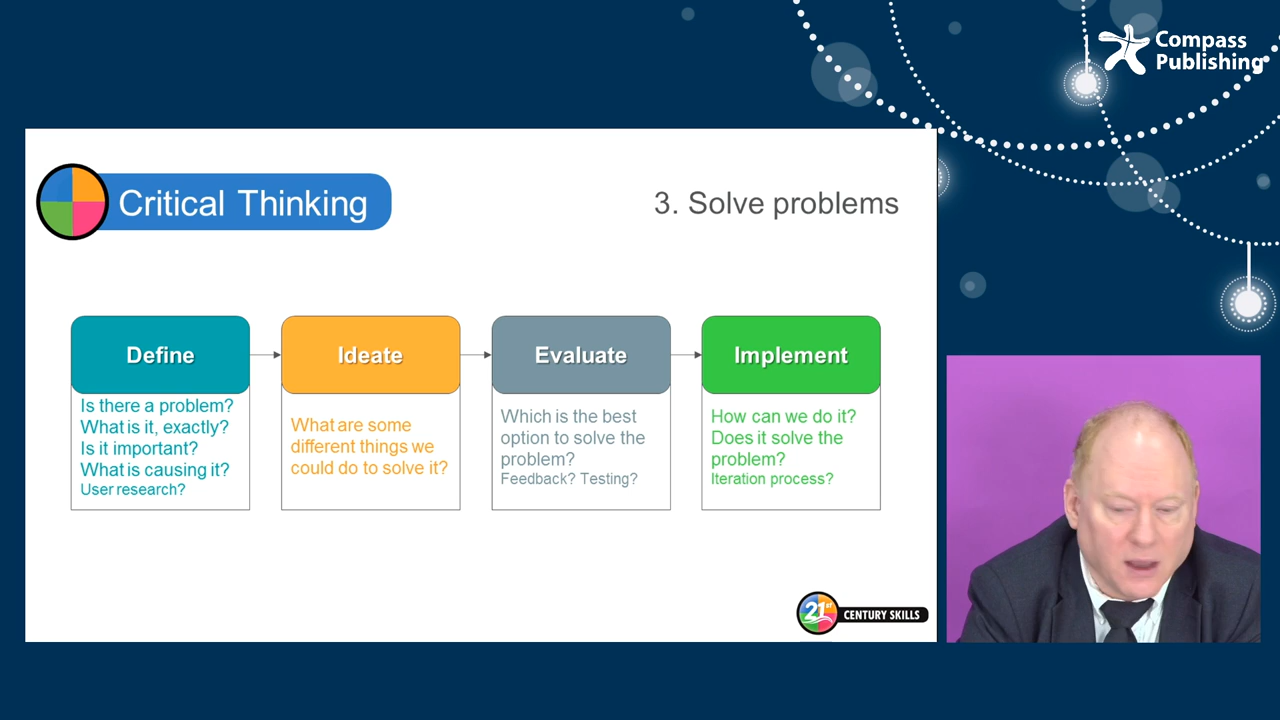 Compass
Publishing
Critical Thinking
3. Solve problems
Define
Is there a problem?
What is it, exactly?
Is it important?
What is causing it?
User research?
Ideate
What are some
different things we
could do to solve it?
Evaluate
Which is the best
option to solve the
problem?
Feedback? Testing?
Implement
How can we do it?
Does it solve the
problem?
Iteration process?
21st CENTURY SKILLS